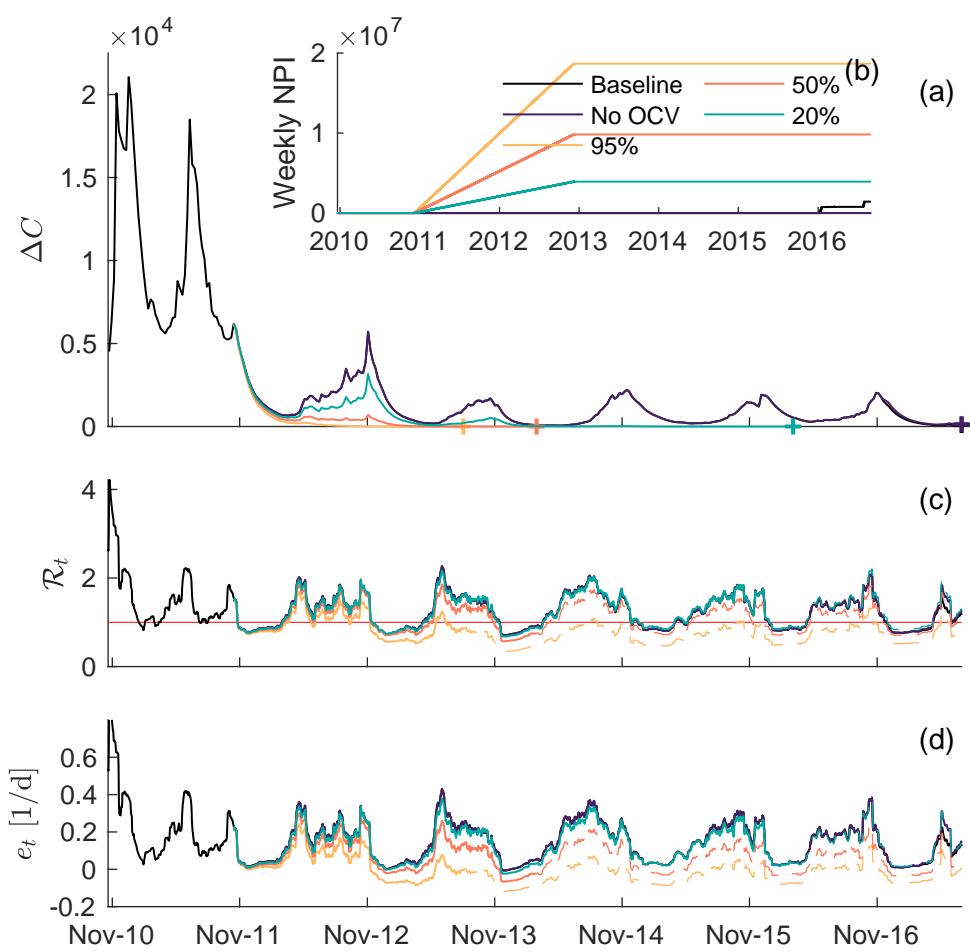 ×10⁴
×10⁷
2
(b)
(a)
Baseline
50%
No OCV
20%
95%
Weekly NPI
1
0
2010
2011
2012
2013
2014
2015
2016
2
1.5
1
0.5
0
ΔC
(c)
4
2
0
ℛₜ
(d)
0.6
0.4
0.2
0
-0.2
eₜ [1/d]
Nov-10
Nov-11
Nov-12
Nov-13
Nov-14
Nov-15
Nov-16